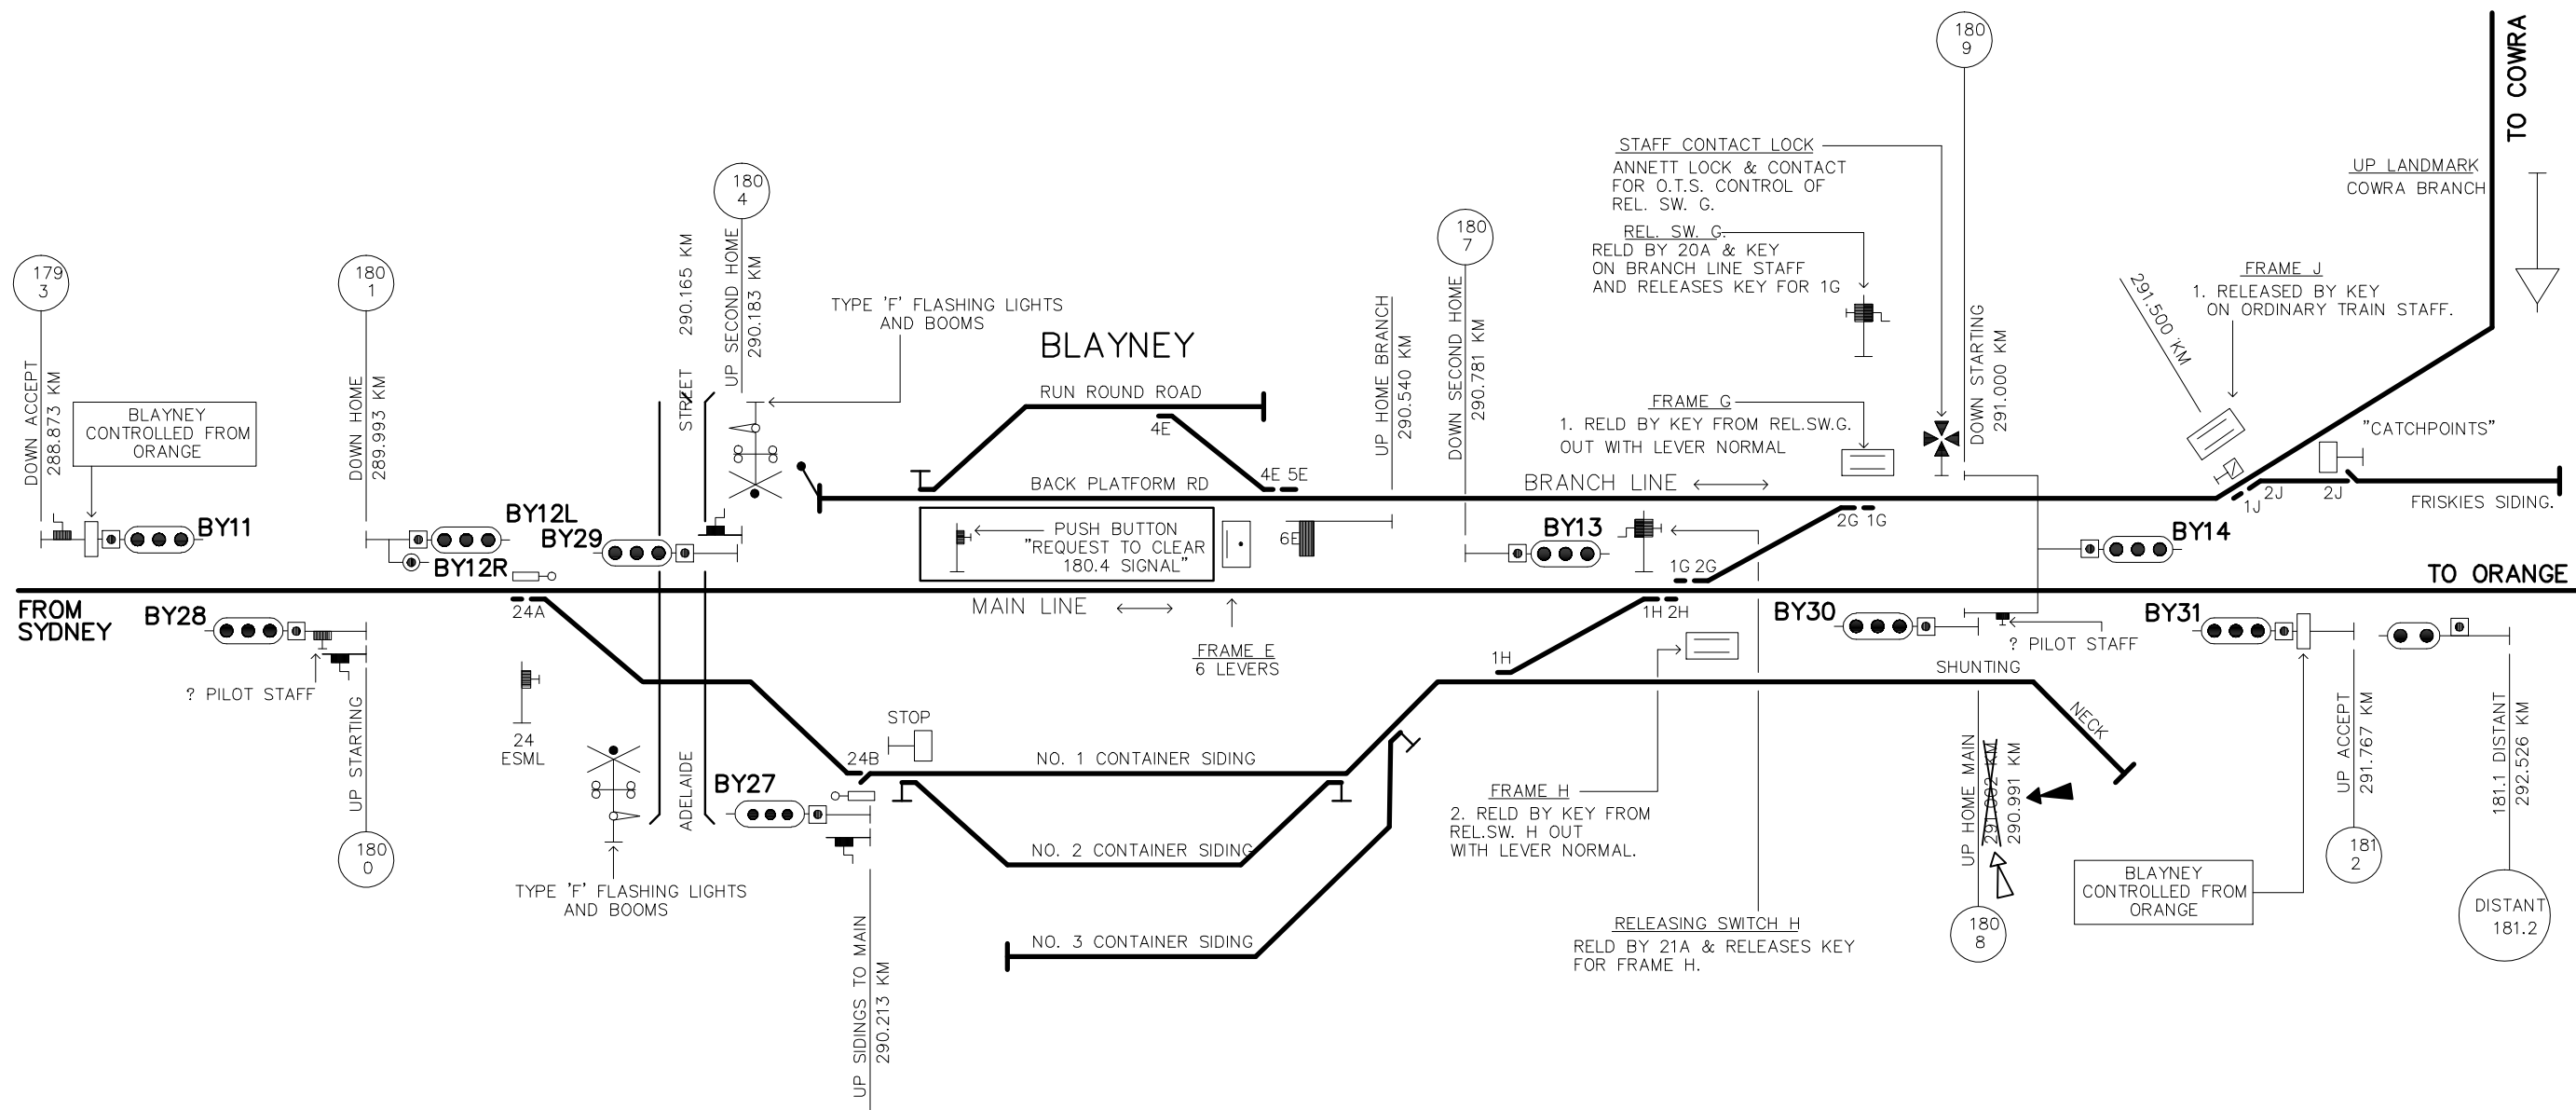 179
3
DOWN ACCEPT
288.873 KM
BLAYNEY
CONTROLLED FROM
ORANGE
BY11
180
1
DOWN HOME
289.993 KM
BY12L
BY12R
BY29
STREET 290.165 KM
180
4
UP SECOND HOME
290.183 KM
TYPE 'F' FLASHING LIGHTS
AND BOOMS
BLAYNEY
RUN ROUND ROAD
4E
4E 5E
BACK PLATFORM RD
PUSH BUTTON
"REQUEST TO CLEAR
180.4 SIGNAL"
6E
UP HOME BRANCH
290.540 KM
180
7
DOWN SECOND HOME
290.781 KM
BY13
BRANCH LINE
STAFF CONTACT LOCK
ANNETT LOCK & CONTACT
FOR O.T.S. CONTROL OF
REL. SW. G.
REL. SW. G.
RELD BY 20A & KEY
ON BRANCH LINE STAFF
AND RELEASES KEY FOR 1G
FRAME G
1. RELD BY KEY FROM REL.SW.G.
OUT WITH LEVER NORMAL
2G 1G
1G 2G
180
9
DOWN STARTING
291.000 KM
BY14
291.500 KM
FRAME J
1. RELEASED BY KEY
ON ORDINARY TRAIN STAFF.
UP LANDMARK
COWRA BRANCH
TO COWRA
"CATCHPOINTS"
1J
2J
2J
FRISKIES SIDING.
TO ORANGE
FROM
SYDNEY
BY28
? PILOT STAFF
UP STARTING
180
0
24A
24
ESML
TYPE 'F' FLASHING LIGHTS
AND BOOMS
ADELAIDE
MAIN LINE
FRAME E
6 LEVERS
STOP
24B
BY27
UP SIDINGS TO MAIN
290.213 KM
NO. 1 CONTAINER SIDING
NO. 2 CONTAINER SIDING
NO. 3 CONTAINER SIDING
1H
1H 2H
FRAME H
2. RELD BY KEY FROM
REL.SW. H OUT
WITH LEVER NORMAL.
RELEASING SWITCH H
RELD BY 21A & RELEASES KEY
FOR FRAME H.
BY30
? PILOT STAFF
SHUNTING
NECK
UP HOME MAIN
290.991 KM
180
8
BY31
BLAYNEY
CONTROLLED FROM
ORANGE
UP ACCEPT
291.767 KM
181
2
181.1 DISTANT
292.526 KM
DISTANT
181.2